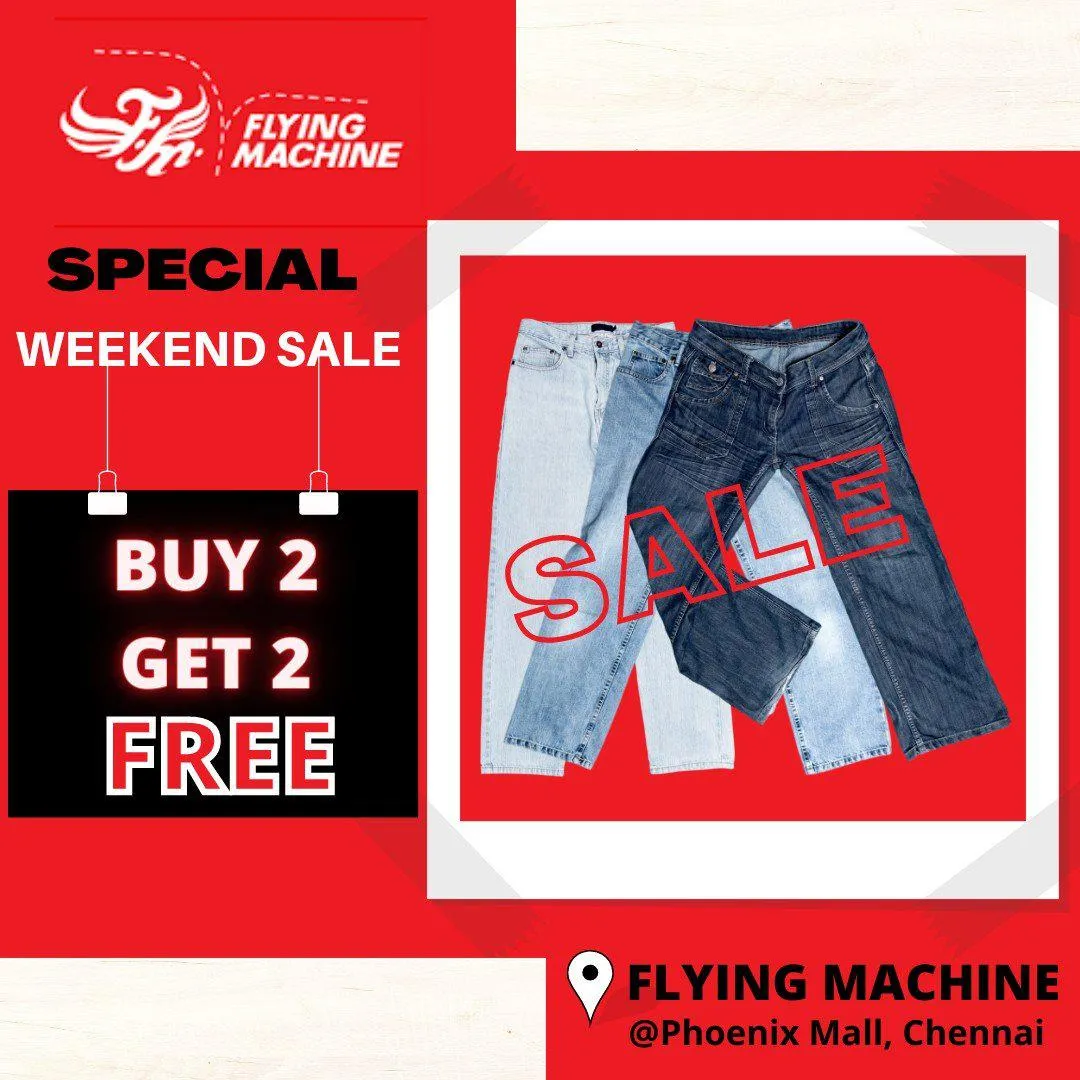 F.M.
FLYING
MACHINE
SPECIAL
WEEKEND SALE
BUY 2
GET 2
FREE
SALE
FLYING MACHINE
@Phoenix Mall, Chennai